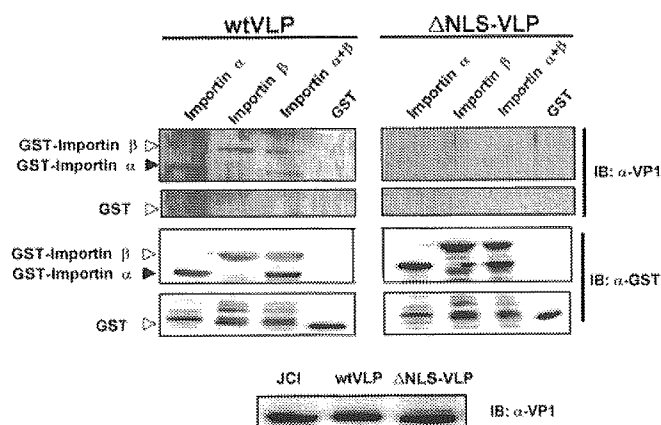 wtVLP ΔNLS-VLP
Importin α Importin β Importin α+β GST Importin α Importin β Importin α+β GST
GST-Importin β
GST-Importin α
IB: α-VP1
GST
GST-Importin β
GST-Importin α
IB: α-GST
GST
JCI wtVLP ΔNLS-VLP
IB: α-VP1